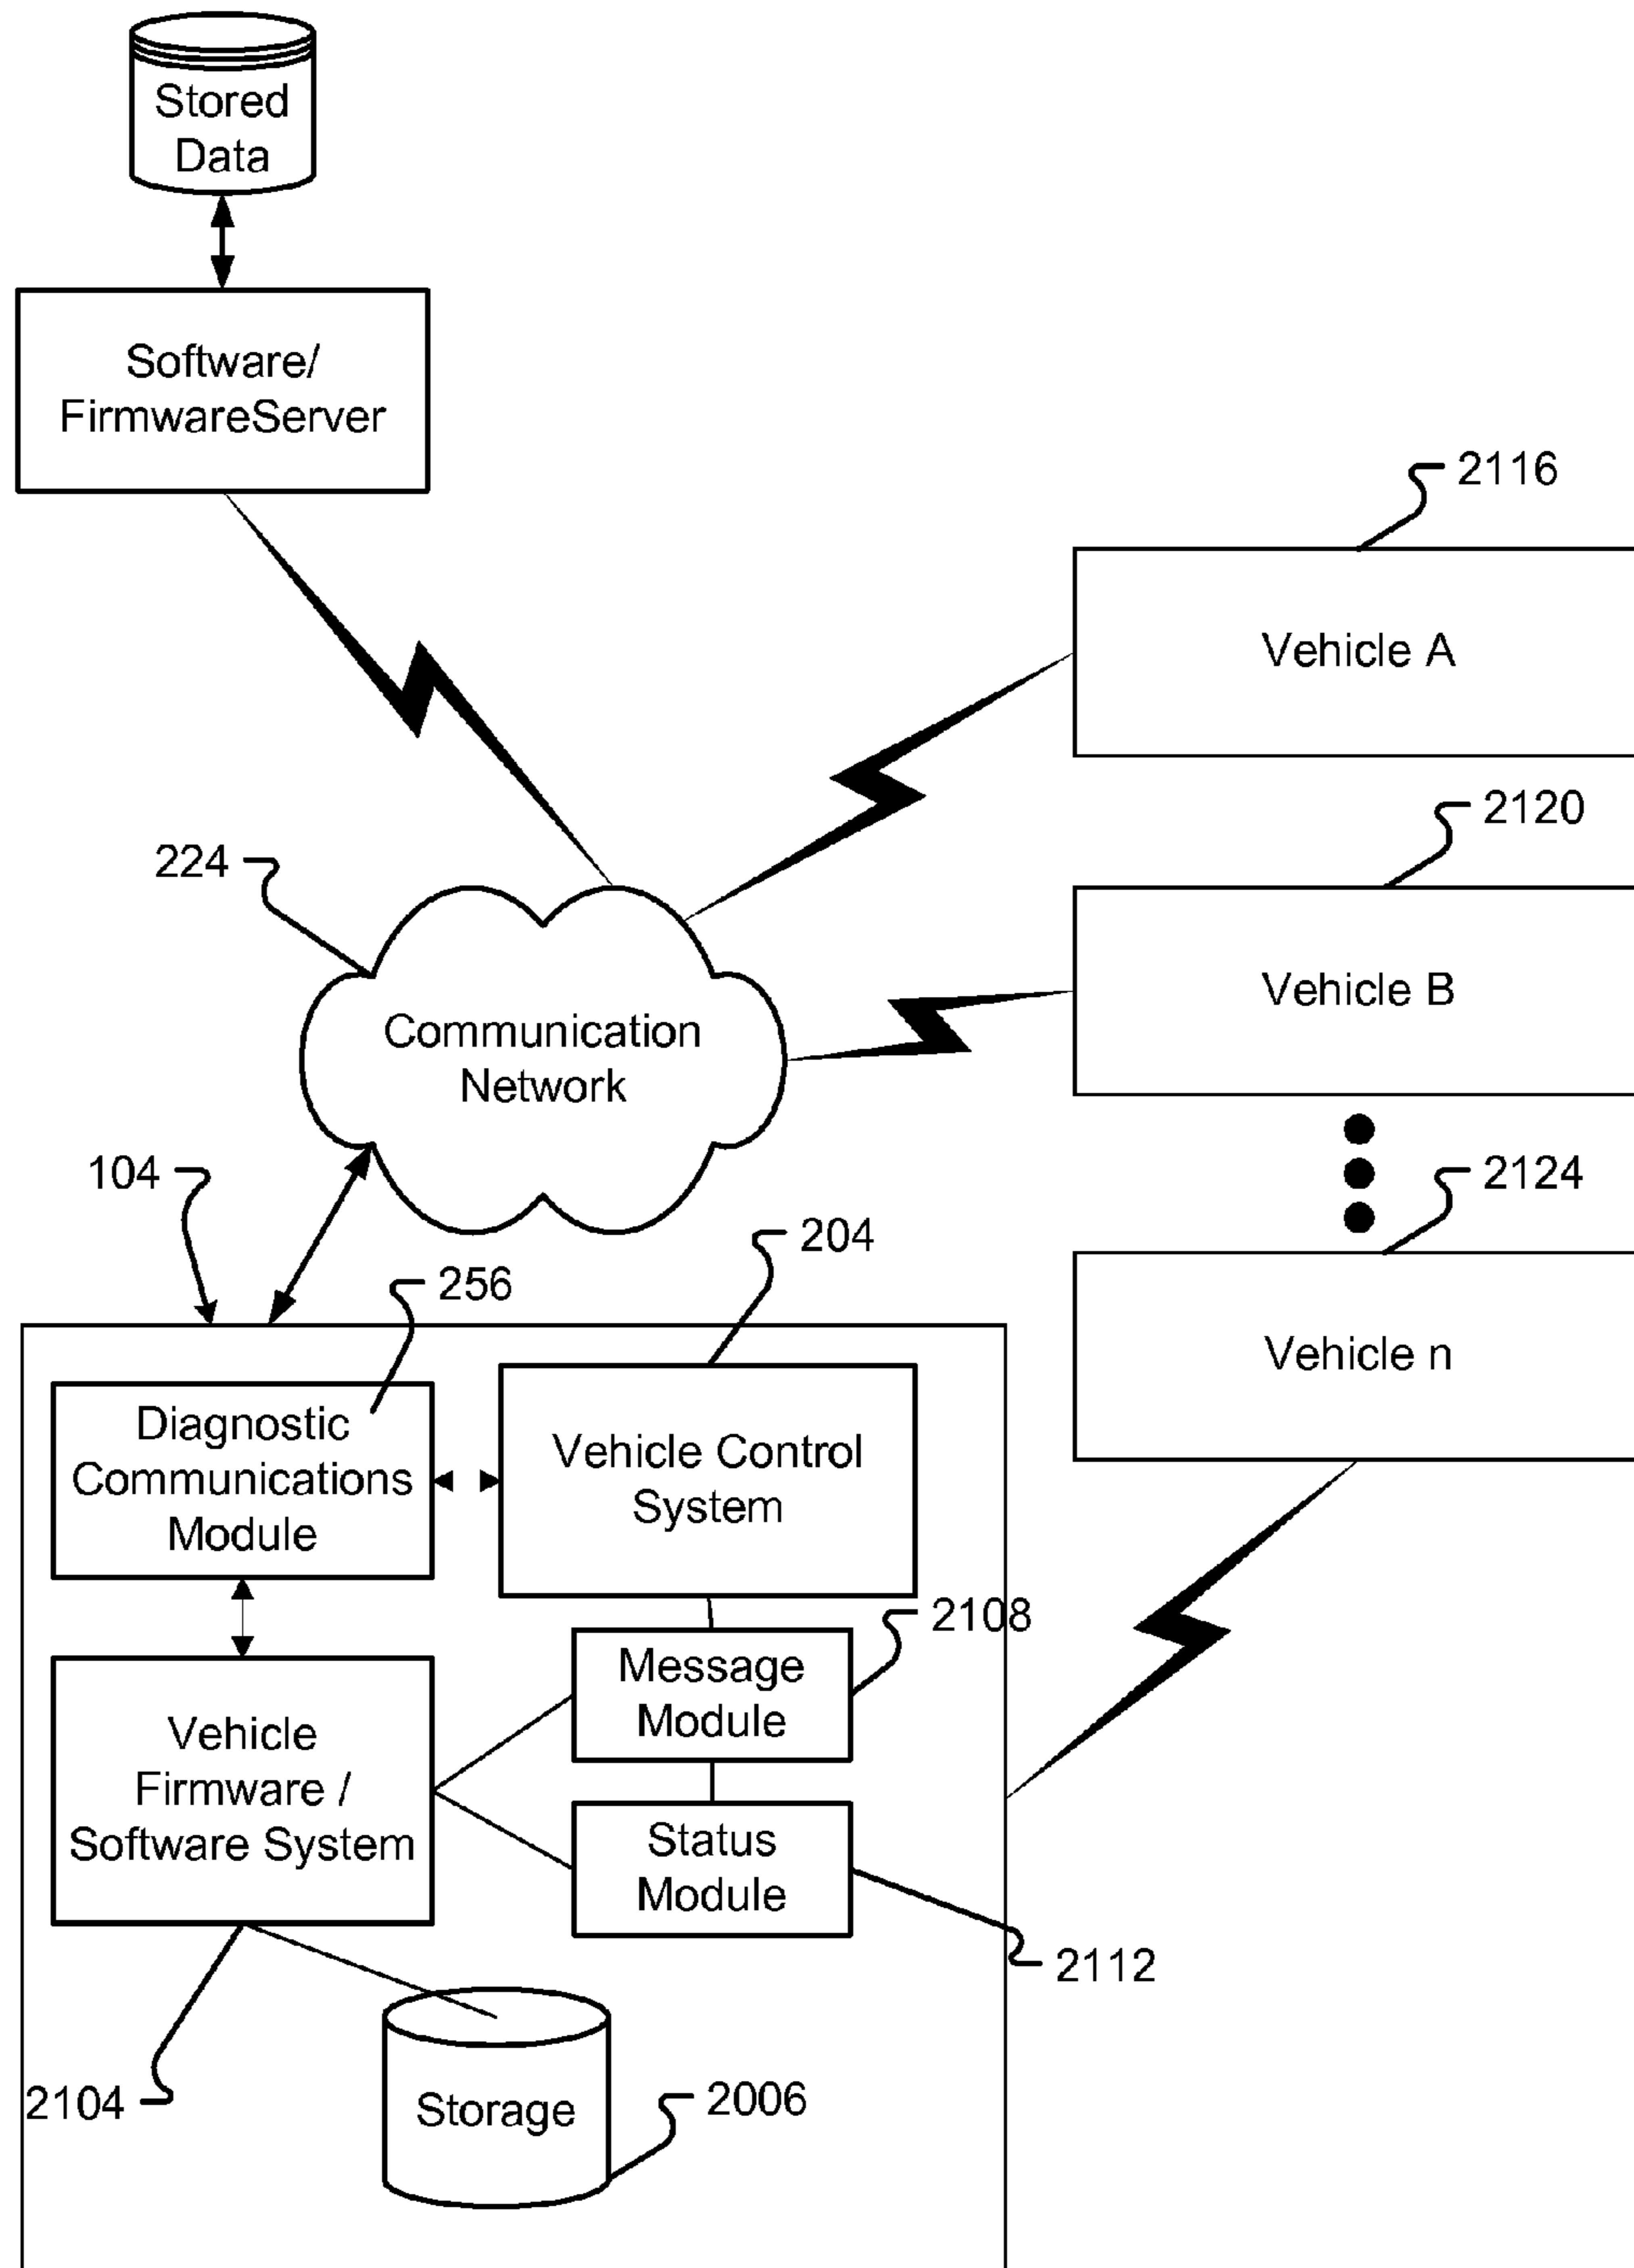 Stored
Data
Software/
FirmwareServer
2116
Vehicle A
2120
224
Vehicle B
Communication
Network
104
2124
204
256
Vehicle n
Diagnostic
Communications
Module
Vehicle Control
System
2108
Message
Module
Vehicle
Firmware /
Software System
Status
Module
2112
2104
Storage
2006